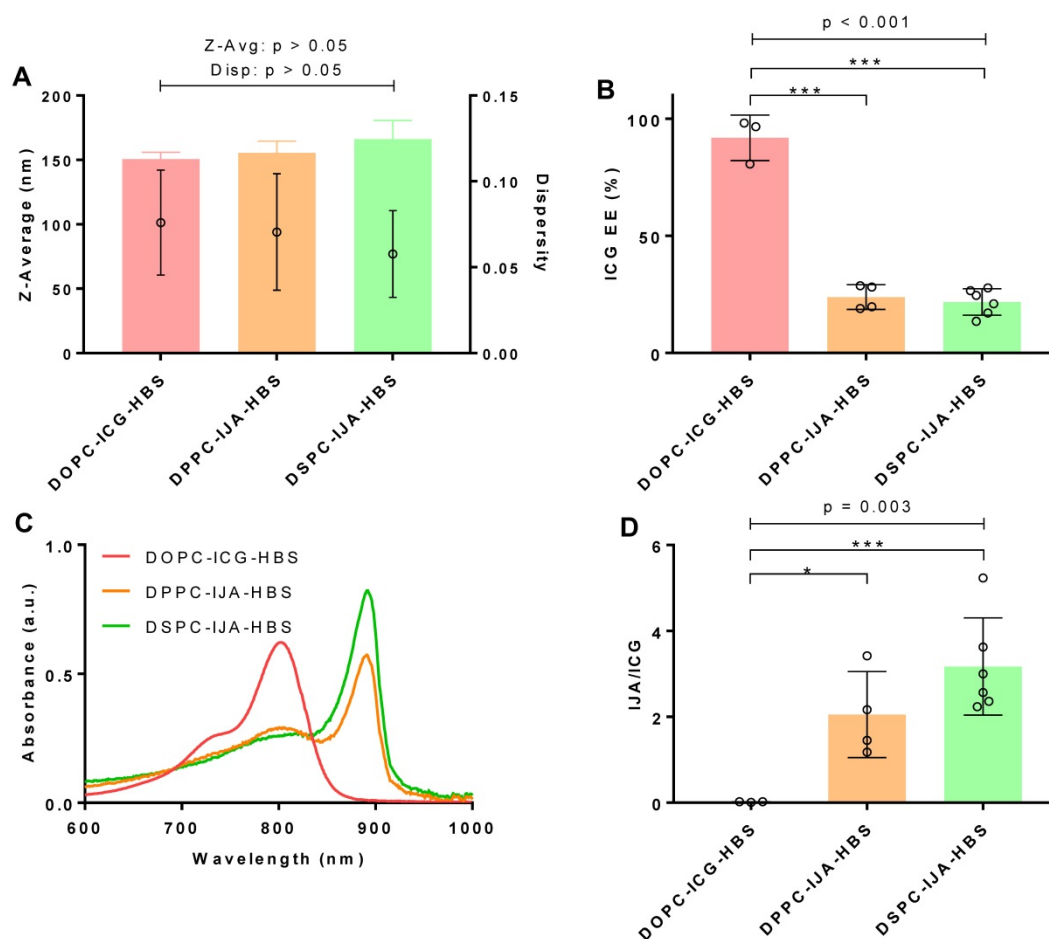 A
Z-Avg: p > 0.05
Disp: p > 0.05
200
150
100
50
0
Z-Average (nm)
0.15
0.10
0.05
0.00
Dispersity
DOPC-ICG-HBS
DPPC-IJA-HBS
DSPC-IJA-HBS
B
p < 0.001
***
***
100
50
0
ICG EE (%)
DOPC-ICG-HBS
DPPC-IJA-HBS
DSPC-IJA-HBS
C
1.0
0.5
0.0
Absorbance (a.u.)
DOPC-ICG-HBS
DPPC-IJA-HBS
DSPC-IJA-HBS
600
700
800
900
1000
Wavelength (nm)
D
p = 0.003
***
*
6
4
2
0
IJA/ICG
DOPC-ICG-HBS
DPPC-IJA-HBS
DSPC-IJA-HBS